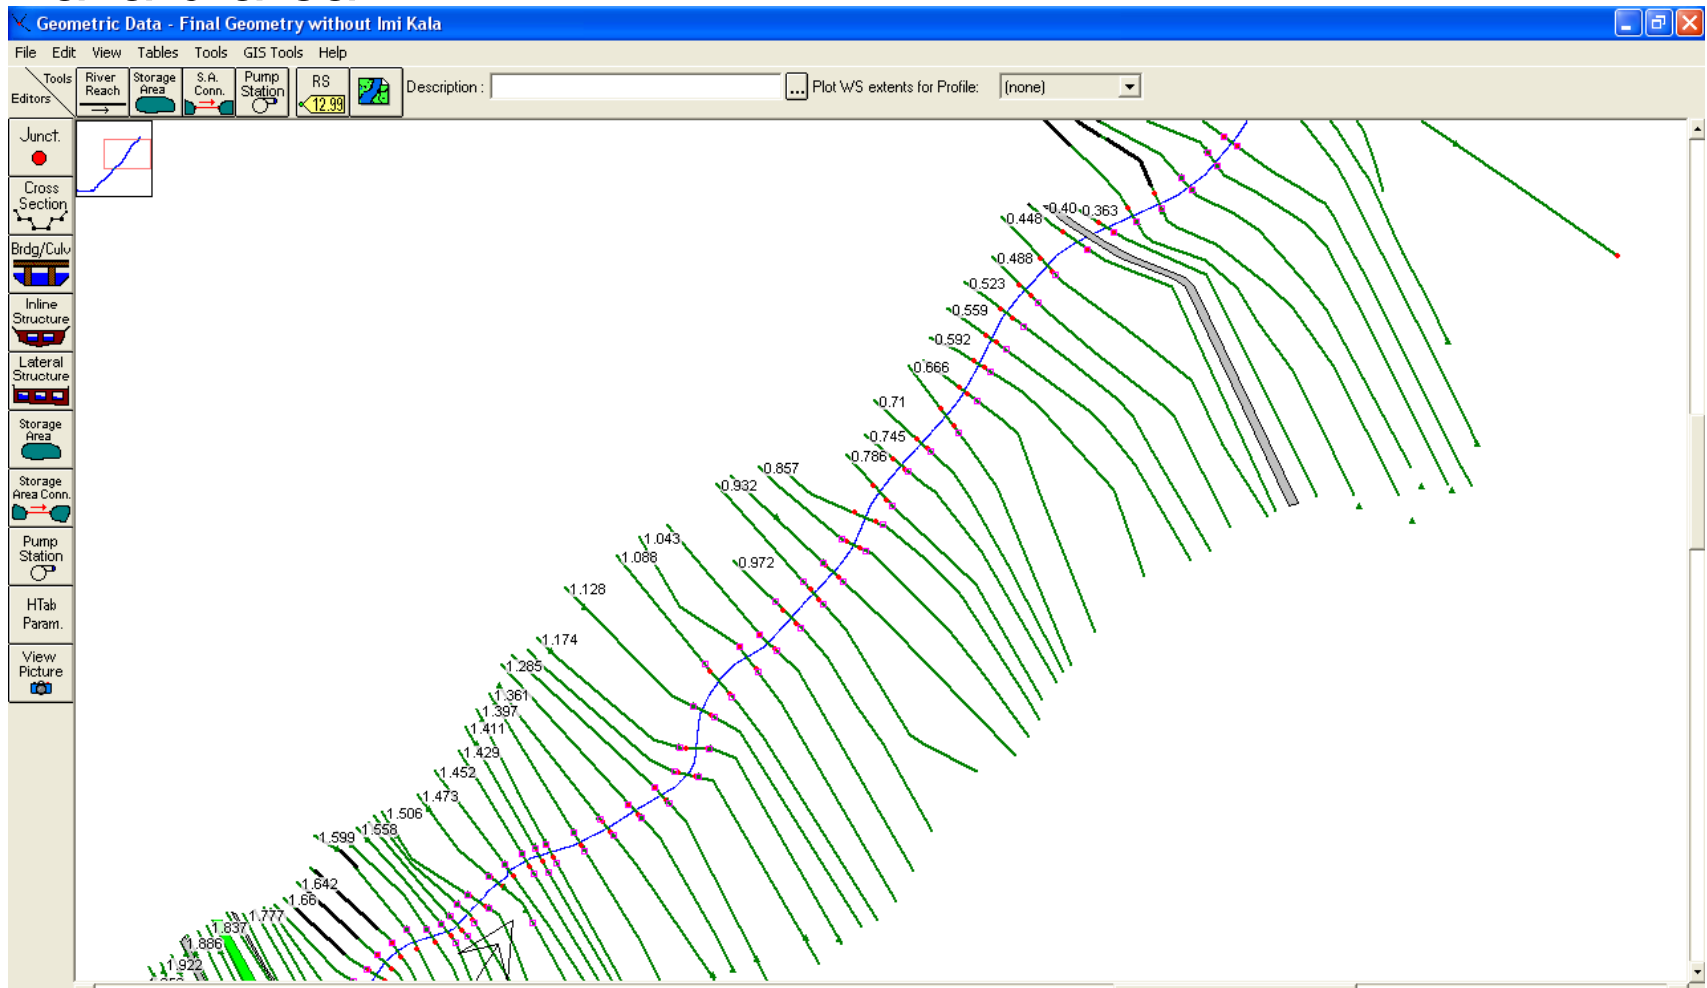 Geometric Data - Final Geometry without Imi Kala
File Edit View Tables Tools GIS Tools Help
Tools
Editors
River Reach
Storage Area
S.A. Conn.
Pump Station
RS
12.99
Description :
...
Plot WS extents for Profile:
(none)
Junct.
Cross
Section
Brdg/Culv
Inline
Structure
Lateral
Structure
Storage
Area
Storage
Area Conn.
Pump
Station
HTab
Param.
View
Picture
0.40
0.363
0.448
0.488
0.523
0.559
0.592
0.666
0.71
0.745
0.786
0.857
0.932
0.972
1.043
1.088
1.128
1.174
1.285
1.361
1.397
1.411
1.429
1.452
1.473
1.506
1.558
1.599
1.642
1.66
1.777
1.837
1.886
1.922